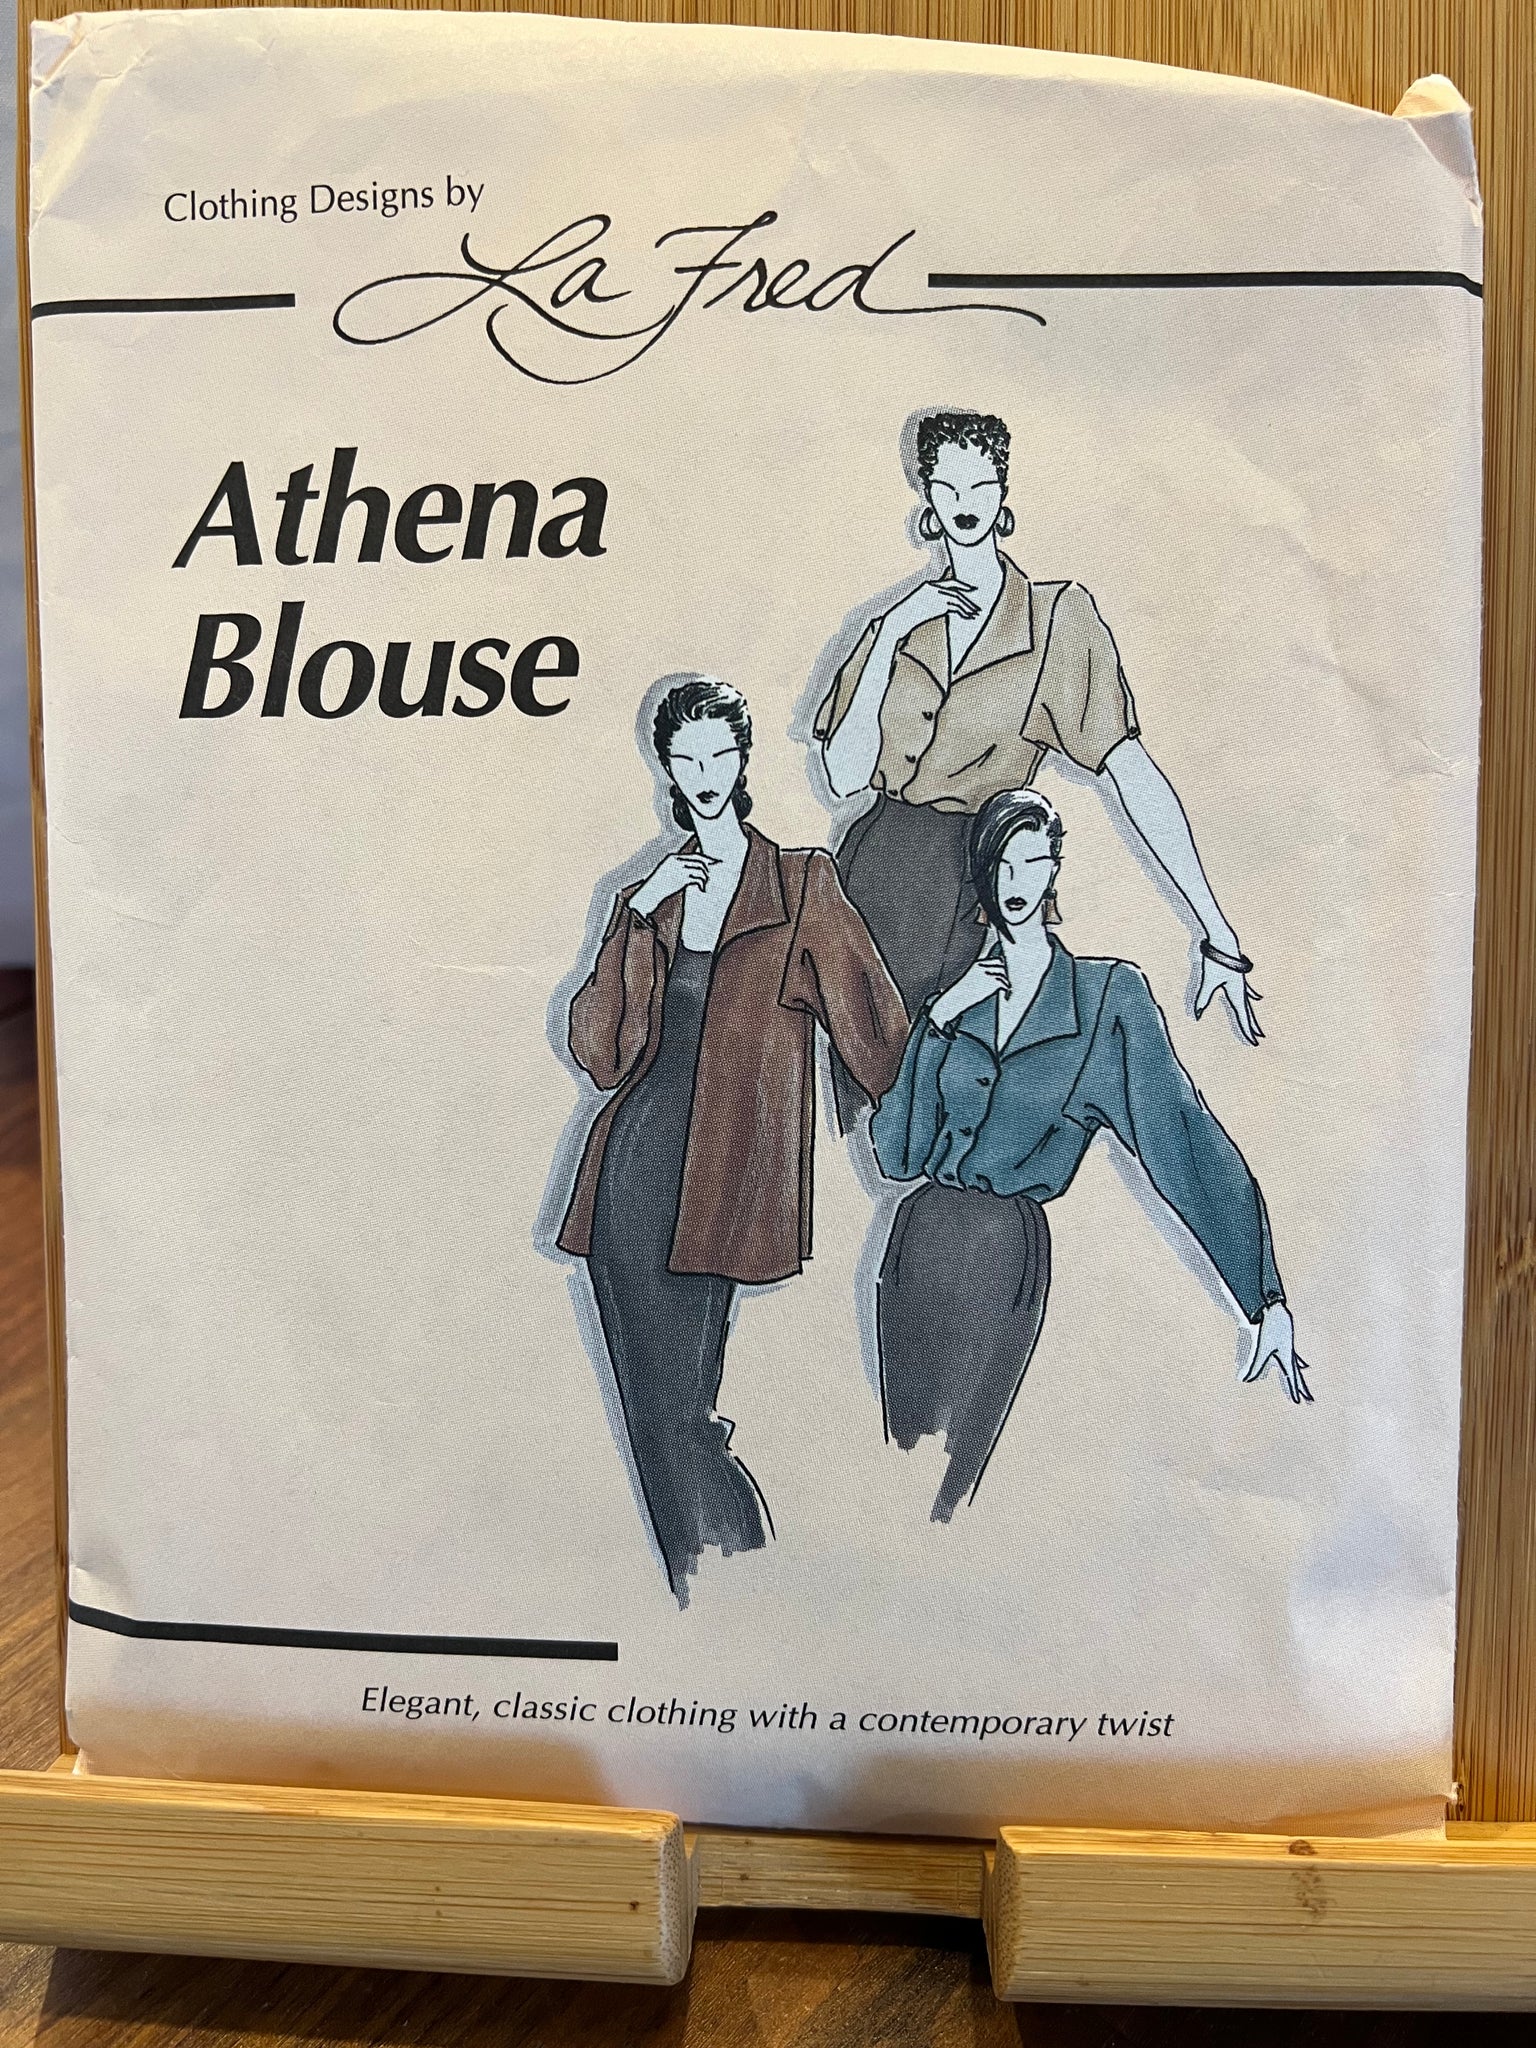 Clothing Designs by
La Fred
Athena
Blouse
Elegant, classic clothing with a contemporary twist